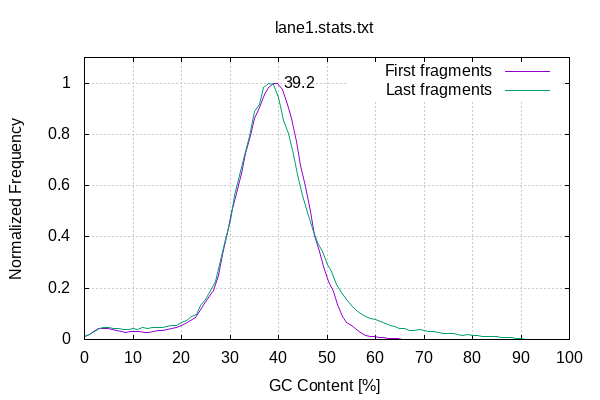 lane1.stats.txt
First fragments
Last fragments
39.2
Normalized Frequency
1
0.8
0.6
0.4
0.2
0
0 10 20 30 40 50 60 70 80 90 100
GC Content [%]